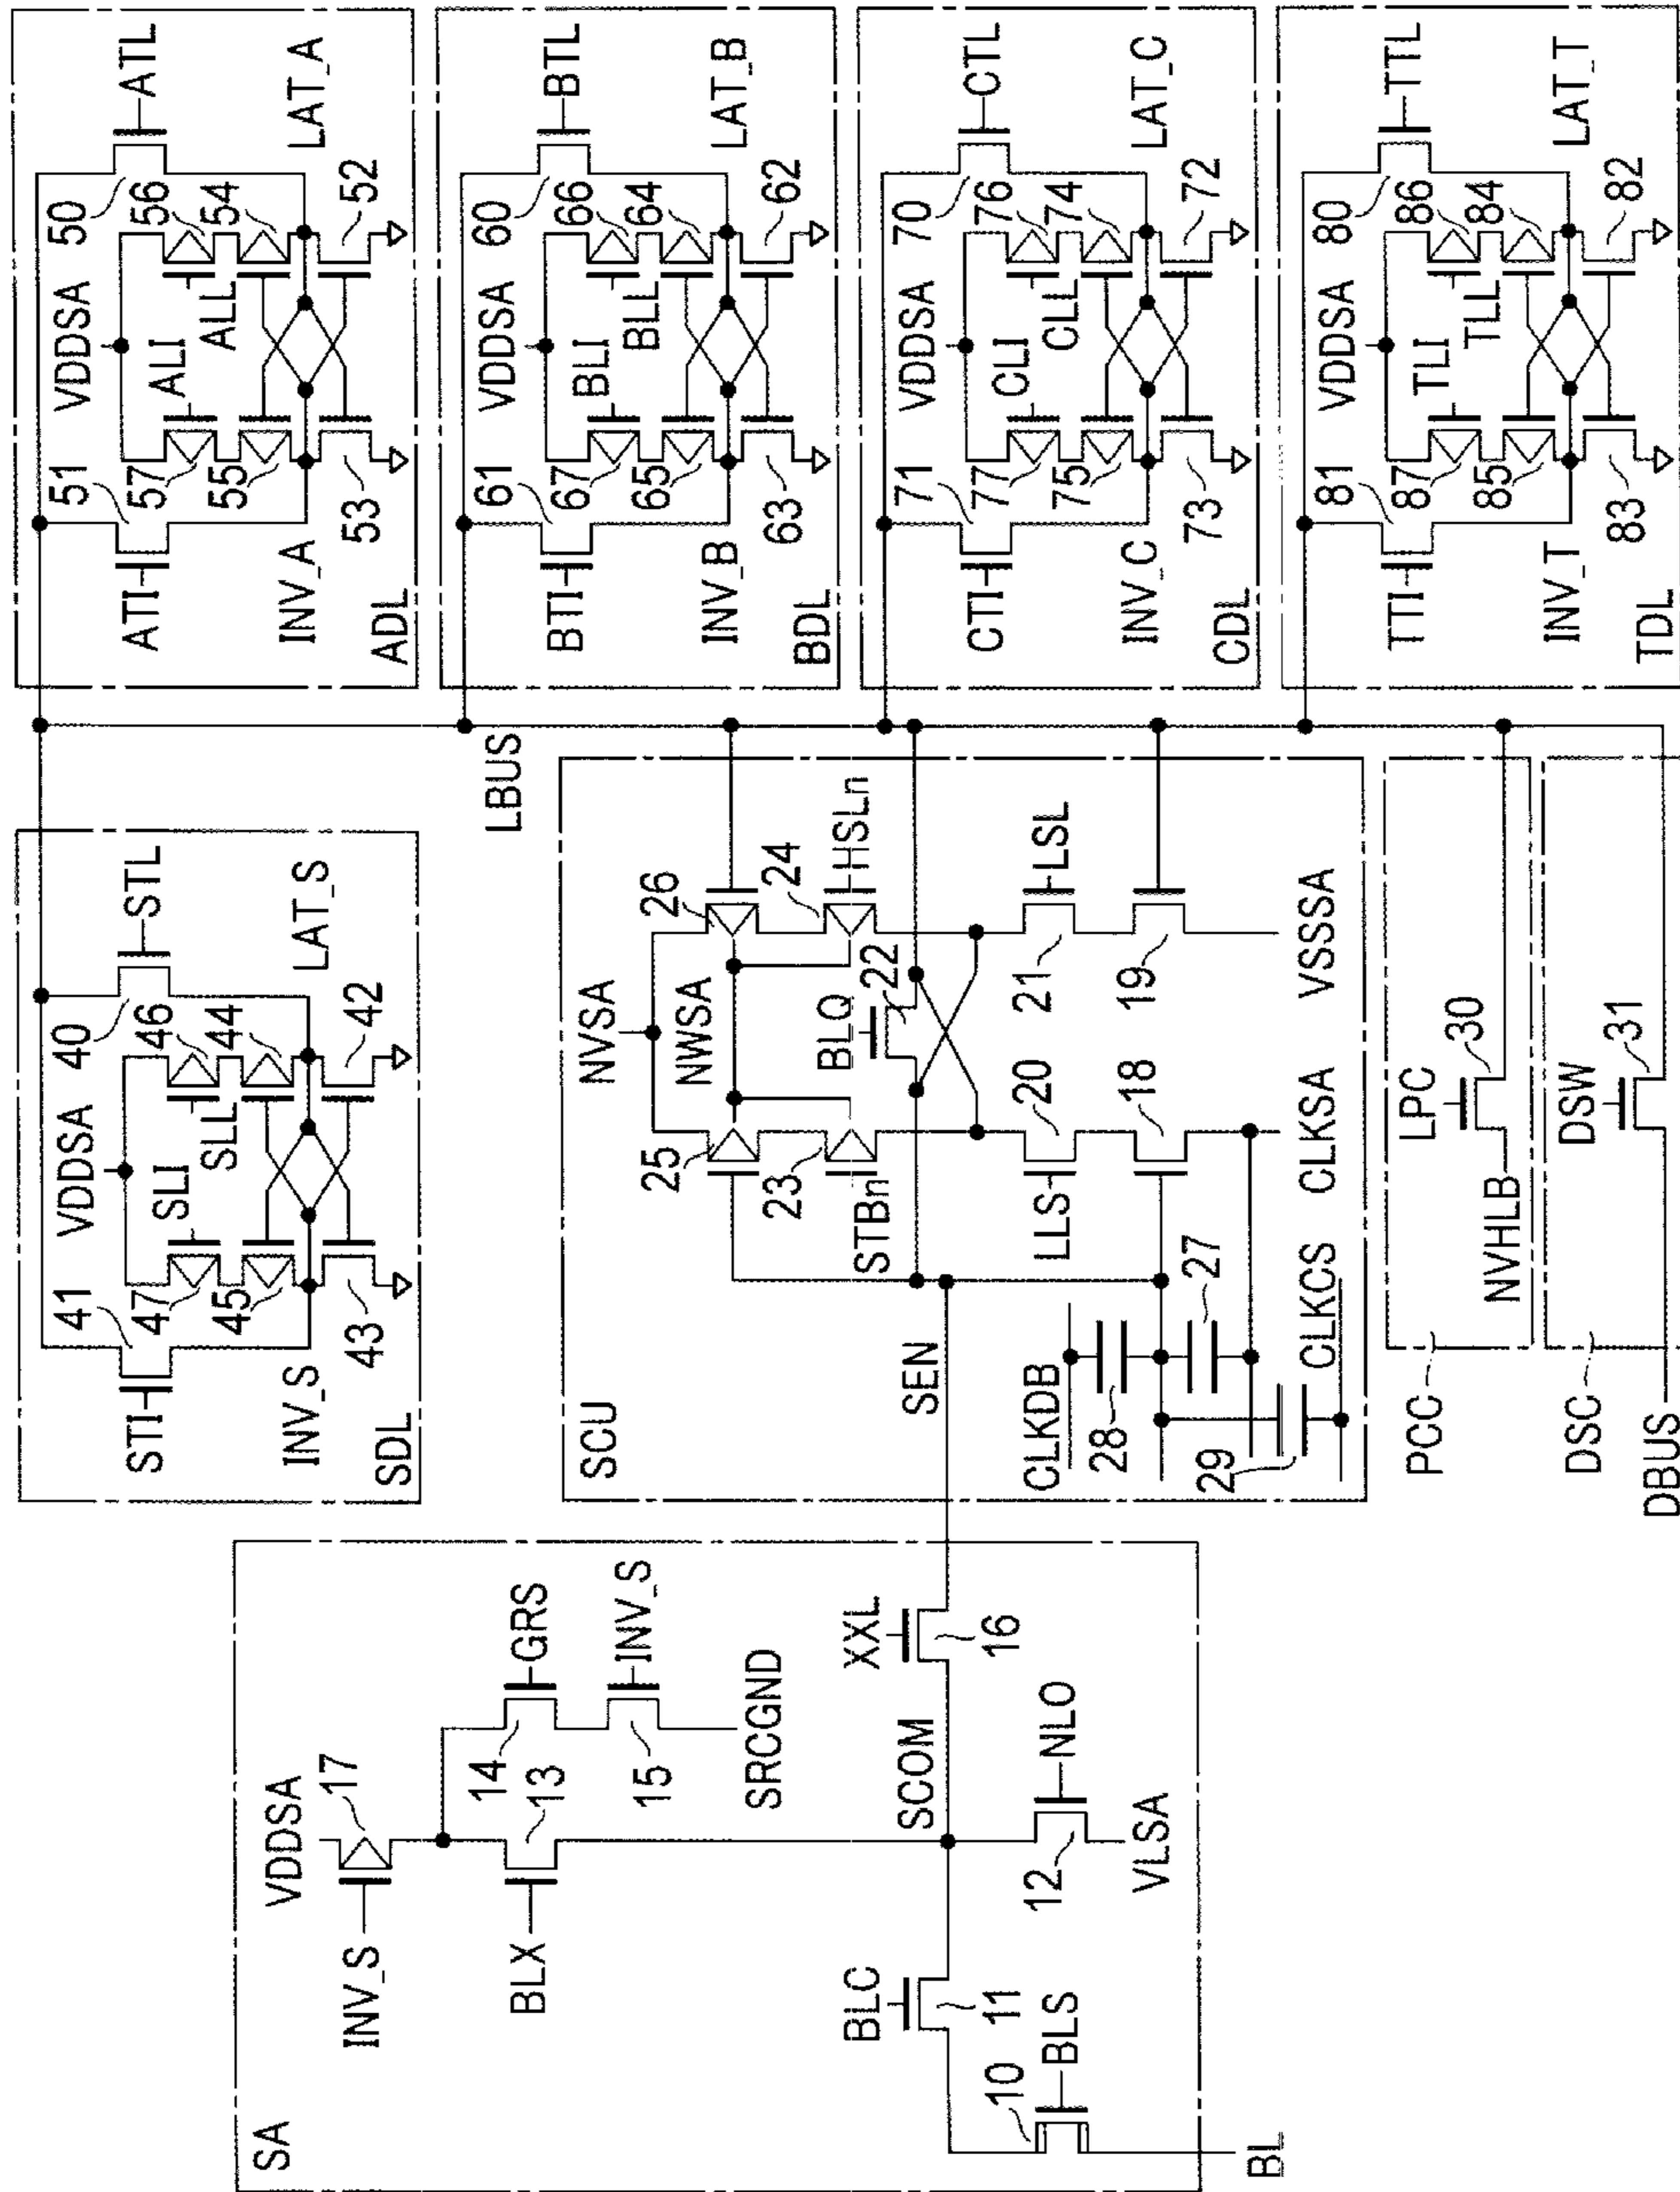 SA
VDDSA
17
INV_S
14
GRS
BLX
13
15
INV_S
SRCGND
BLC
SCOM
XXL
11
16
10
BLS
12
NLO
VLSA
BL
STI
41
VDDSA
40
STL
47
SLI
46
SLL
45
44
INV_S
43
42
LAT_S
SDL
LBUS
SCU
NVSA
25
26
NWSA
24
23
HSLn
STBn
BLQ
22
SEN
LLS
20
21
LSL
CLKDB
18
19
28
27
29
CLKCS
CLKSA
VSSSA
PCC
LPC
30
NVHLB
DSC
DSW
31
DBUS
ATI
51
VDDSA
50
ATL
57
ALI
56
ALL
55
54
INV_A
53
52
LAT_A
ADL
BTI
61
VDDSA
60
BTL
67
BLI
66
BLL
65
64
INV_B
63
62
LAT_B
BDL
CTI
71
VDDSA
70
CTL
77
CLI
76
CLL
75
74
INV_C
73
72
LAT_C
CDL
TTI
81
VDDSA
80
TTL
87
TLI
86
TLL
85
84
INV_T
83
82
LAT_T
TDL